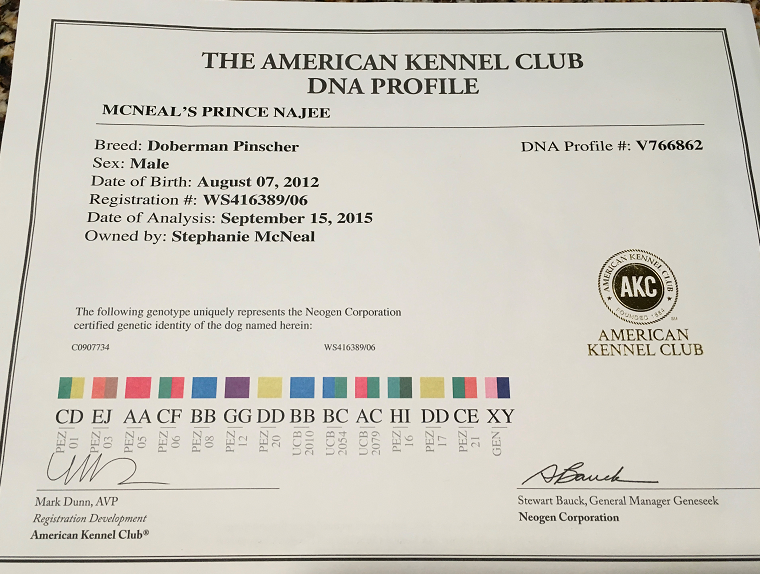 THE AMERICAN KENNEL CLUB
DNA PROFILE
MCNEAL'S PRINCE NAJEE
Breed: Doberman Pinscher
DNA Profile #: V766862
Sex: Male
Date of Birth: August 07, 2012
Registration #: WS416389/06
Date of Analysis: September 15, 2015
Owned by: Stephanie McNeal
AMERICAN KENNEL CLUB
AKC
FOUNDED 1884
AMERICAN
KENNEL CLUB
The following genotype uniquely represents the Neogen Corporation
certified genetic identity of the dog named herein:
C0907734
WS416389/06
CD EJ AA CF BB GG DD BB BC AC HI DD CE XY
PEZ 01
PEZ 03
PEZ 05
PEZ 06
PEZ 08
PEZ 12
PEZ 20
UCB 2010
UCB 2054
UCB 2079
PEZ 16
PEZ 17
PEZ 21
GEN
Mark Dunn, AVP
Registration Development
American Kennel Club®
SBauck
Stewart Bauck, General Manager Geneseek
Neogen Corporation